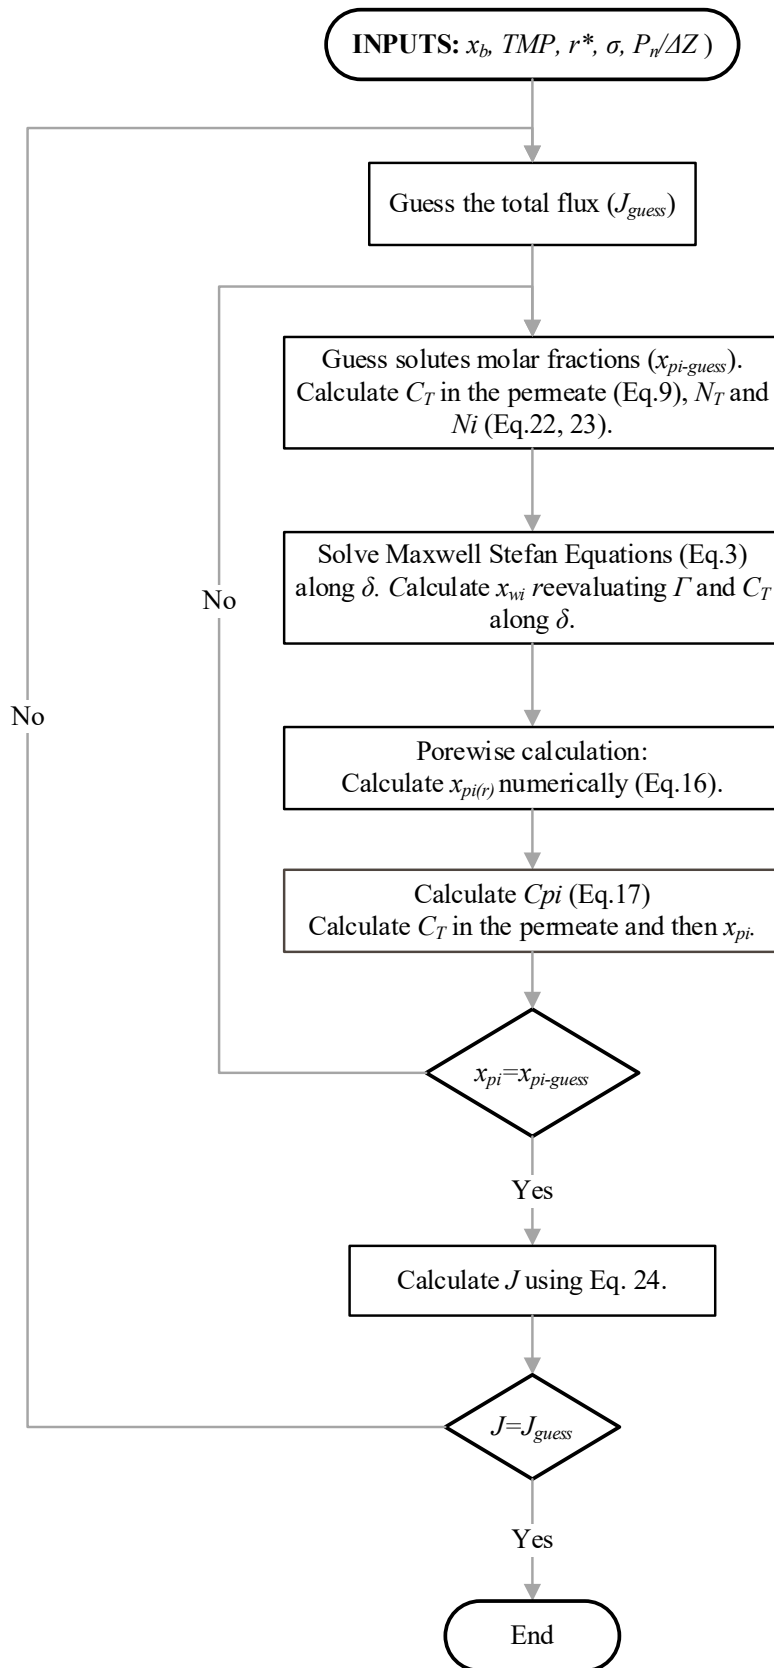 INPUTS: x_b, TMP, r*, σ, P_n/ΔZ )
Guess the total flux (J_guess)
Guess solutes molar fractions (x_pi-guess).
Calculate C_T in the permeate (Eq.9), N_T and
Ni (Eq.22, 23).
Solve Maxwell Stefan Equations (Eq.3)
along δ. Calculate x_wi reevaluating Γ and C_T
along δ.
No
No
Porewise calculation:
Calculate x_pi(r) numerically (Eq.16).
Calculate Cpi (Eq.17)
Calculate C_T in the permeate and then x_pi.
x_pi=x_pi-guess
Yes
Calculate J using Eq. 24.
J=J_guess
Yes
End